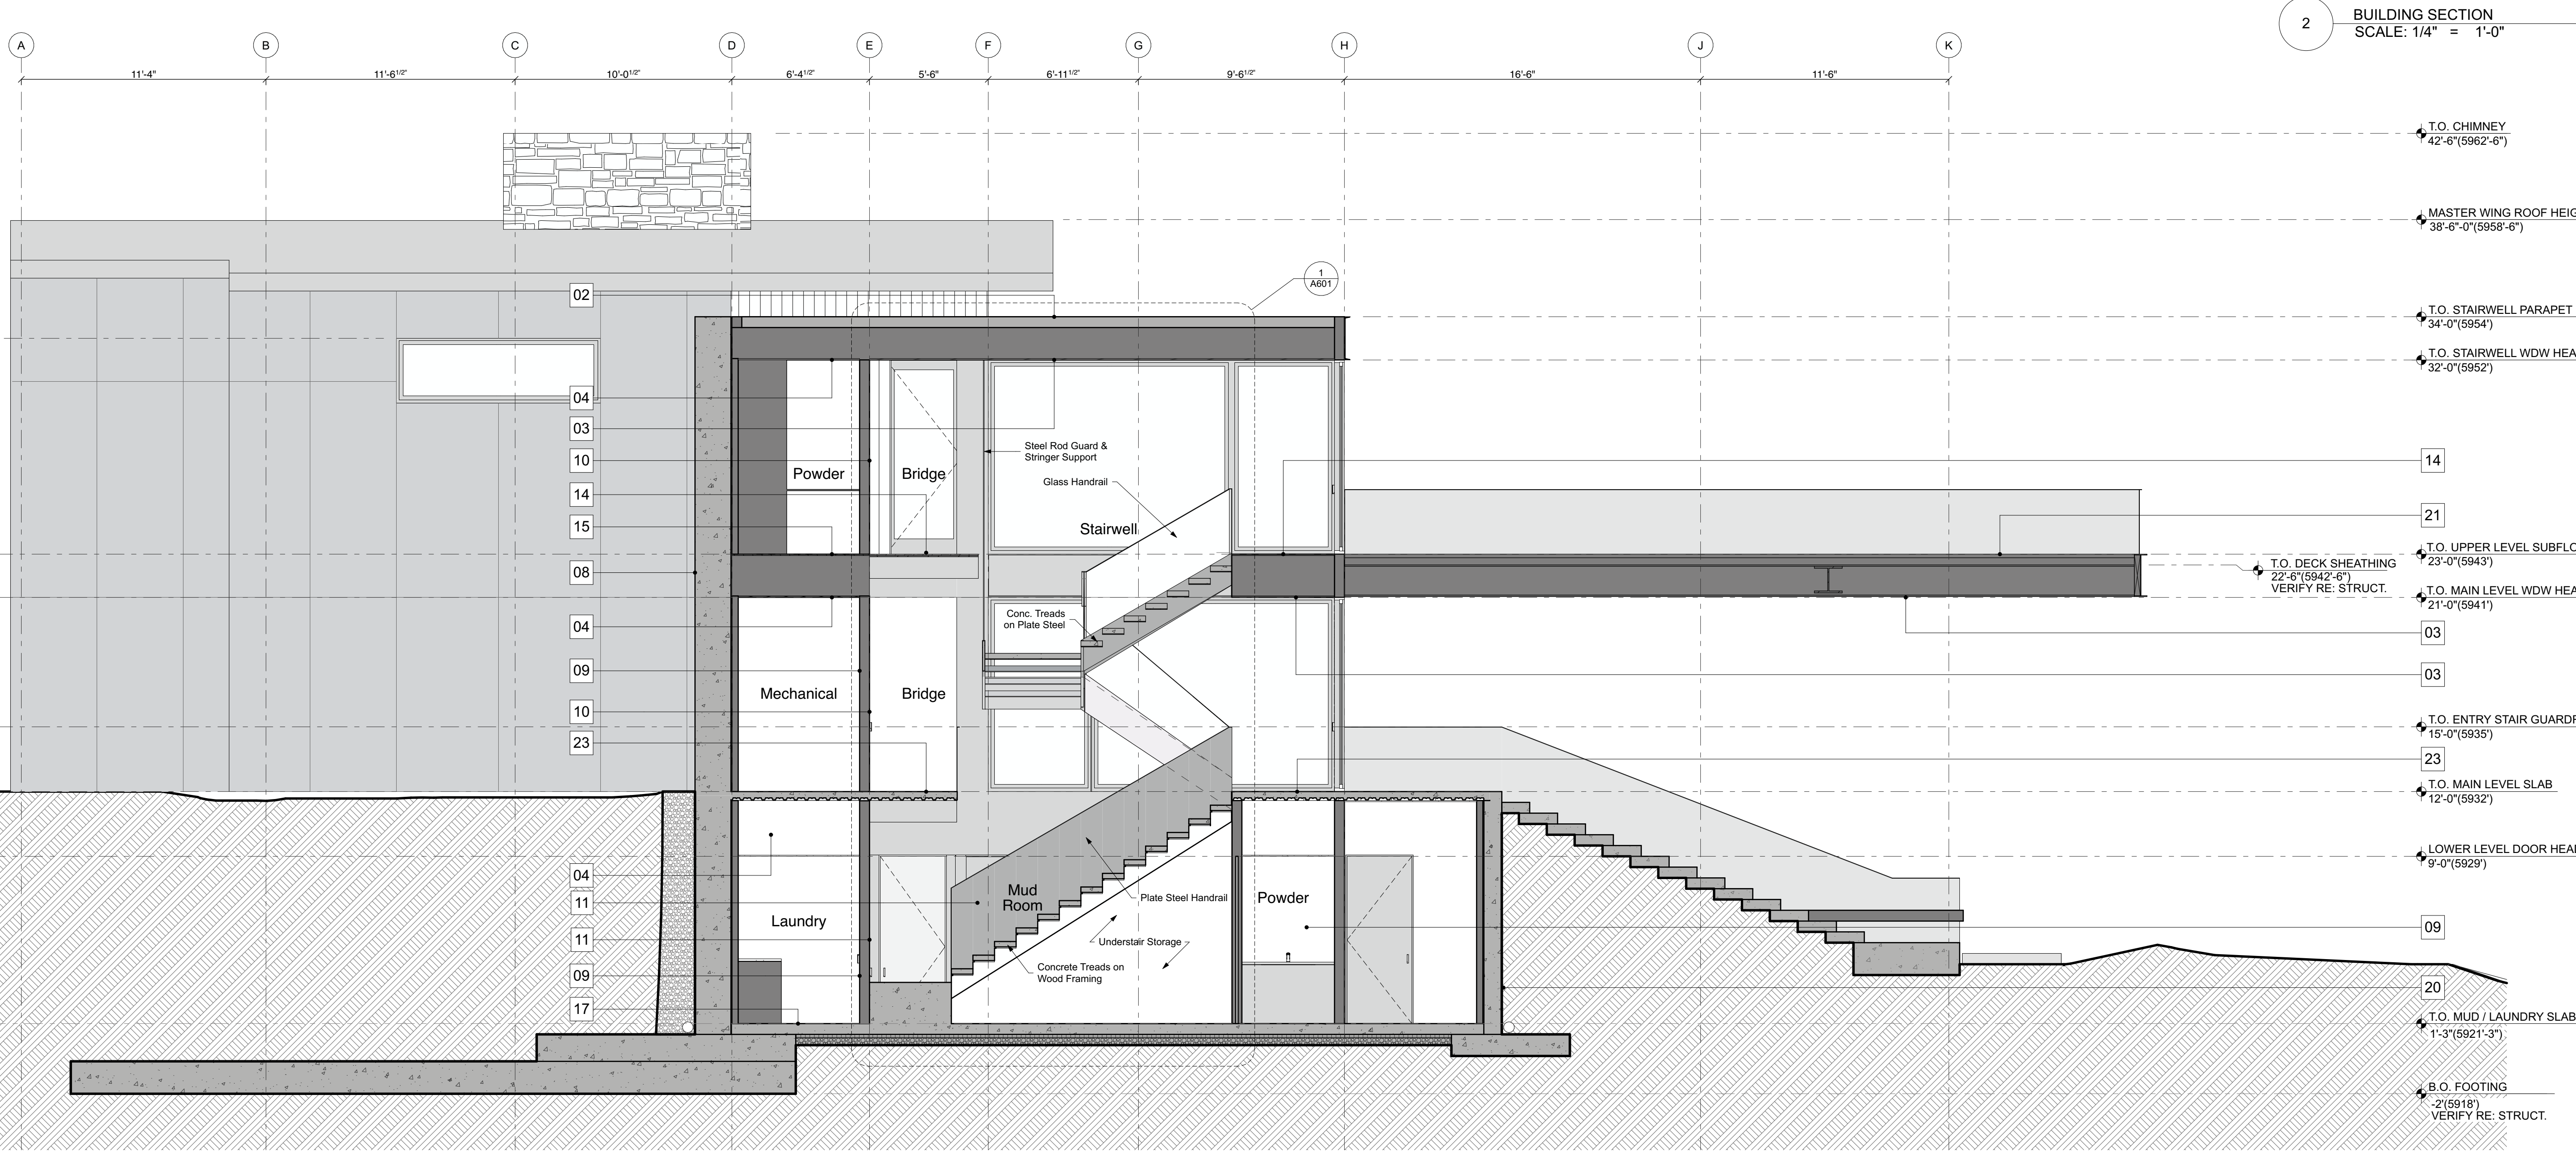 2
BUILDING SECTION
SCALE: 1/4" = 1'-0"
A
B
C
D
E
F
G
H
J
K
11'-4"
11'-6 1/2"
10'-0 1/2"
6'-4 1/2"
5'-6"
6'-11 1/2"
9'-6 1/2"
16'-6"
11'-6"
T.O. CHIMNEY
42'-6"(5962'-6")
MASTER WING ROOF HEIG
38'-6"-0"(5958'-6")
1
A601
02
T.O. STAIRWELL PARAPET
34'-0"(5954')
T.O. STAIRWELL WDW HEA
32'-0"(5952')
04
03
10
14
15
08
04
09
10
23
04
11
11
09
17
Steel Rod Guard &
Stringer Support
Powder
Bridge
Glass Handrail
Stairwell
Conc. Treads
on Plate Steel
Mechanical
Bridge
Mud
Room
Plate Steel Handrail
Powder
Laundry
Understair Storage
Concrete Treads on
Wood Framing
14
21
T.O. UPPER LEVEL SUBFLO
23'-0"(5943')
T.O. DECK SHEATHING
22'-6"(5942'-6")
VERIFY RE: STRUCT.
T.O. MAIN LEVEL WDW HEA
21'-0"(5941')
03
03
T.O. ENTRY STAIR GUARDR
15'-0"(5935')
23
T.O. MAIN LEVEL SLAB
12'-0"(5932')
LOWER LEVEL DOOR HEAD
9'-0"(5929')
09
20
T.O. MUD / LAUNDRY SLAB
1'-3"(5921'-3")
B.O. FOOTING
-2'(5918')
VERIFY RE: STRUCT.